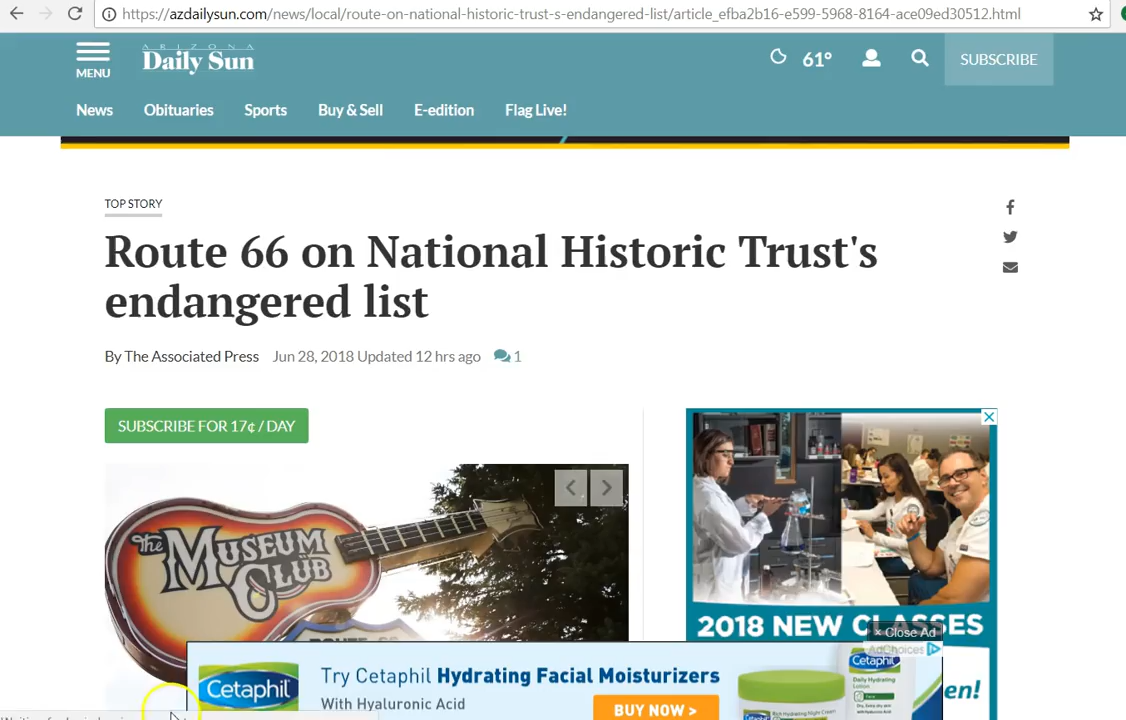 https://azdailysun.com/news/local/route-on-national-historic-trust-s-endangered-list/article_efba2b16-e599-5968-8164-ace09ed30512.html
MENU
ARIZONA
Daily Sun
61°
SUBSCRIBE
News Obituaries Sports Buy & Sell E-edition Flag Live!
TOP STORY
Route 66 on National Historic Trust's
endangered list
By The Associated Press Jun 28, 2018 Updated 12 hrs ago 1
SUBSCRIBE FOR 17¢ / DAY
The
MUSEUM
CLUB
2018 NEW CLASSES
× Close Ad
AdChoices
Try Cetaphil Hydrating Facial Moisturizers
Cetaphil
With Hyaluronic Acid
BUY NOW >
Cetaphil
Daily Hydrating
Lotion